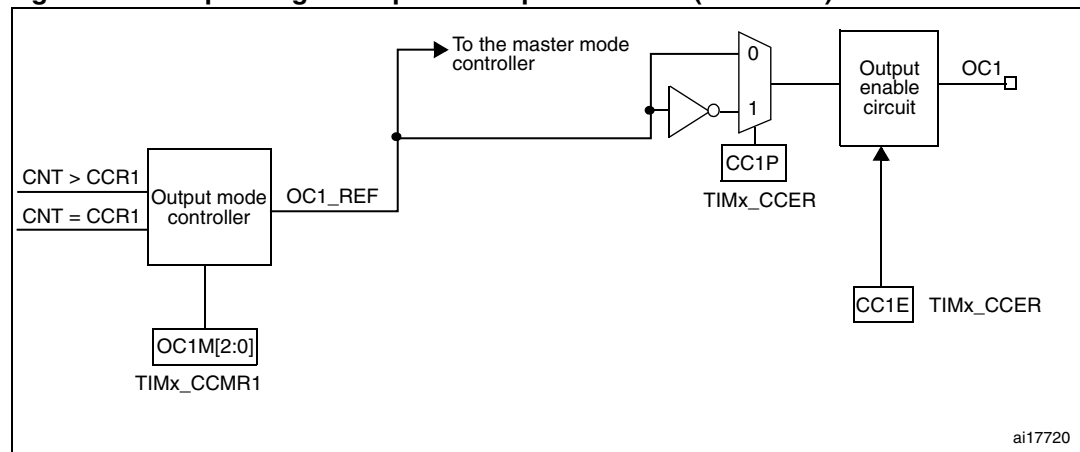 To the master mode
controller
0
1
Output
enable
circuit
OC1
CC1P
TIMx_CCER
CNT > CCR1
CNT = CCR1
Output mode
controller
OC1_REF
CC1E
TIMx_CCER
OC1M[2:0]
TIMx_CCMR1
ai17720